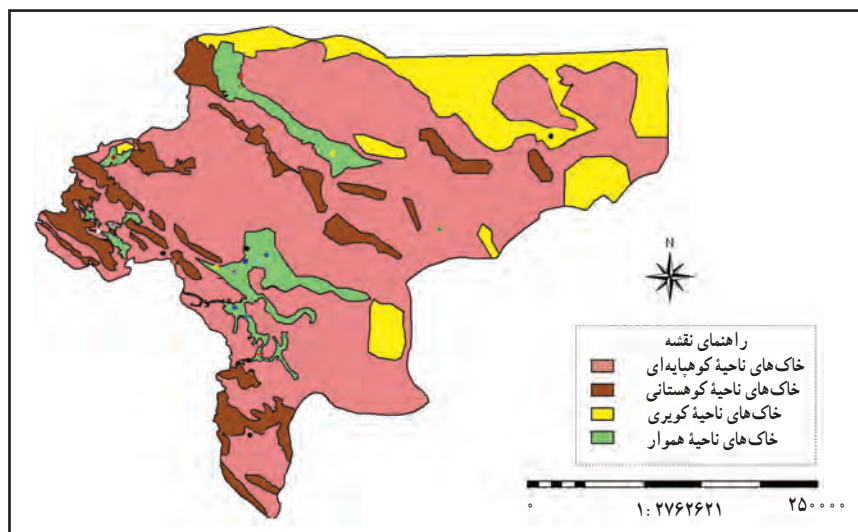 N
راهنمای نقشه
خاک‌های ناحیهٔ کوهپایه‌ای
خاک‌های ناحیهٔ کوهستانی
خاک‌های ناحیهٔ کویری
خاک‌های ناحیهٔ هموار
۰ ۱:۲۷۶۲۶۲۱ ۲۵۰۰۰۰